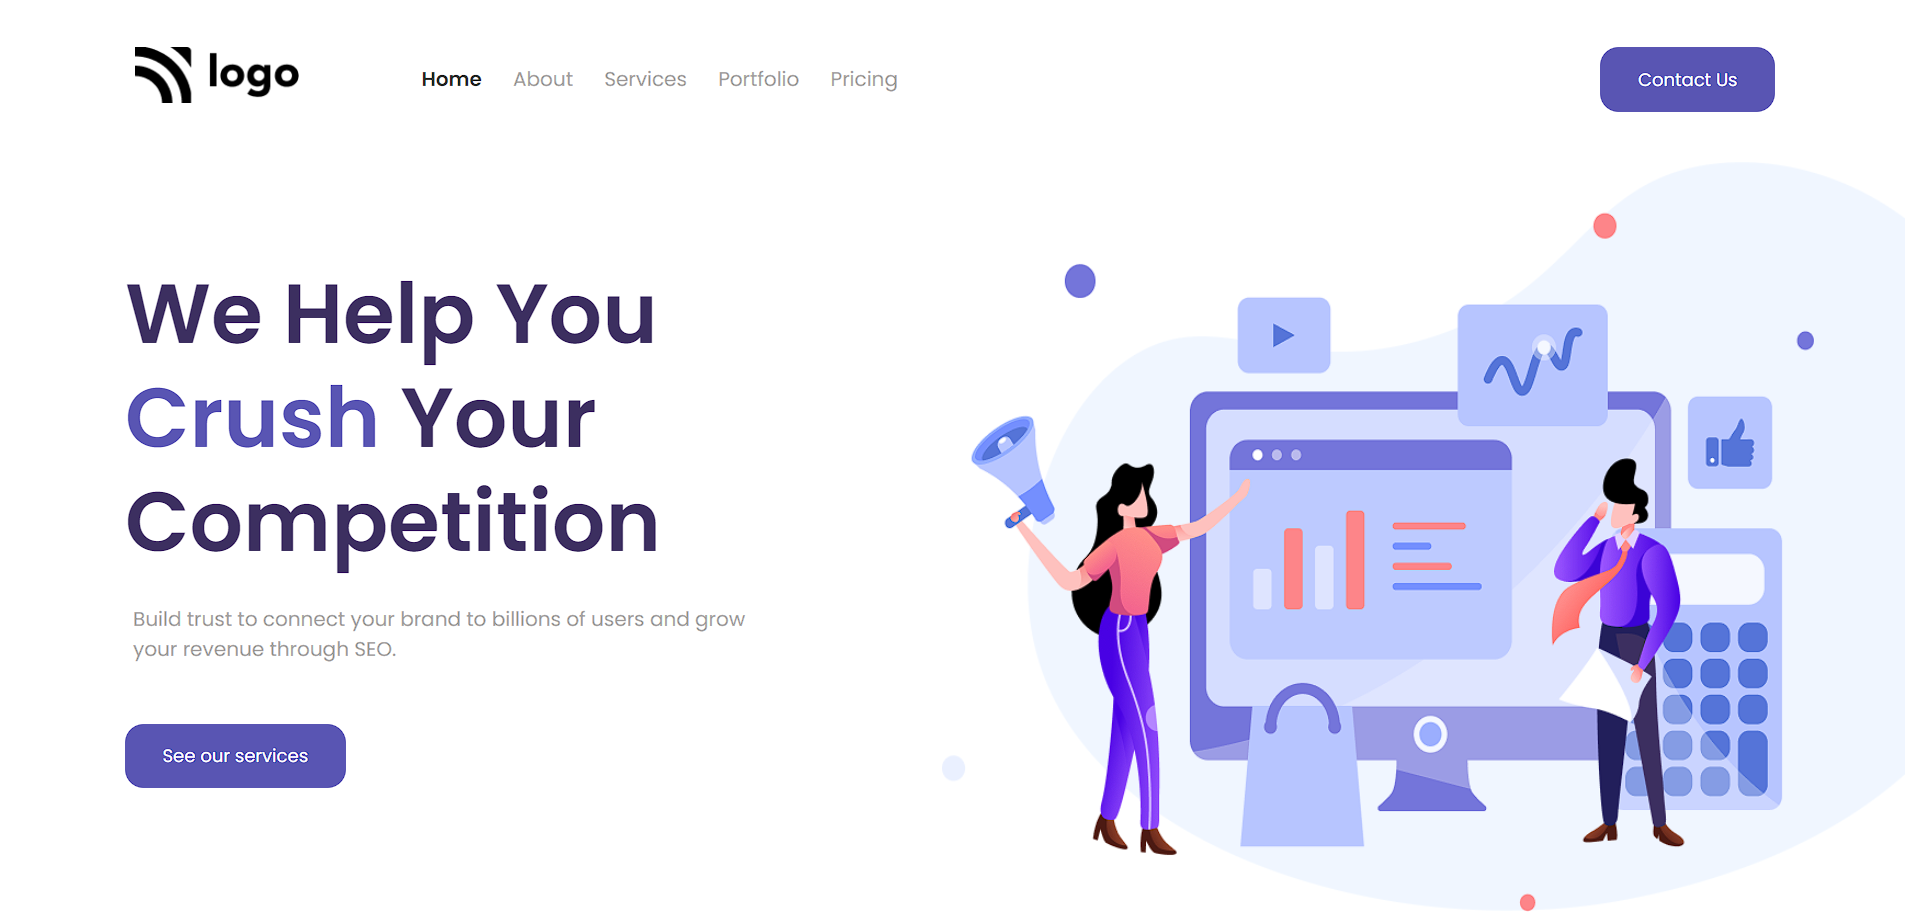 logo
Home About Services Portfolio Pricing
Contact Us
We Help You
Crush Your
Competition
Build trust to connect your brand to billions of users and grow
your revenue through SEO.
See our services